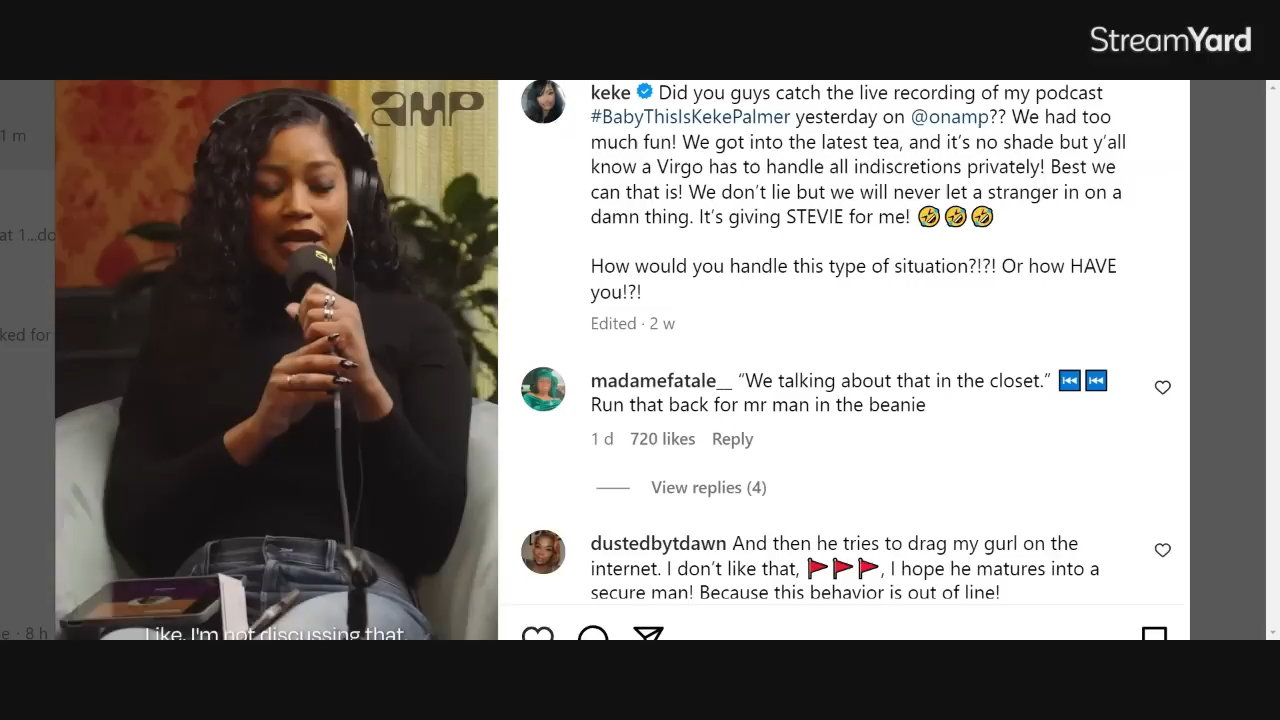 StreamYard
amp
keke Did you guys catch the live recording of my podcast
#BabyThisIsKekePalmer yesterday on @onamp?? We had too
much fun! We got into the latest tea, and it's no shade but y'all
know a Virgo has to handle all indiscretions privately! Best we
can that is! We don't lie but we will never let a stranger in on a
damn thing. It's giving STEVIE for me! 🤣🤣🤣
How would you handle this type of situation?!?! Or how HAVE
you!?!
Edited · 2 w
madamefatale__ “We talking about that in the closet.” ⏮️⏮️
Run that back for mr man in the beanie
1 d 720 likes Reply
View replies (4)
dustedbytdawn And then he tries to drag my gurl on the
internet. I don't like that, 🚩🚩🚩, I hope he matures into a
secure man! Because this behavior is out of line!
1 m
at 1...do
ked for
e · 8 h
Like, I'm not discussing that.